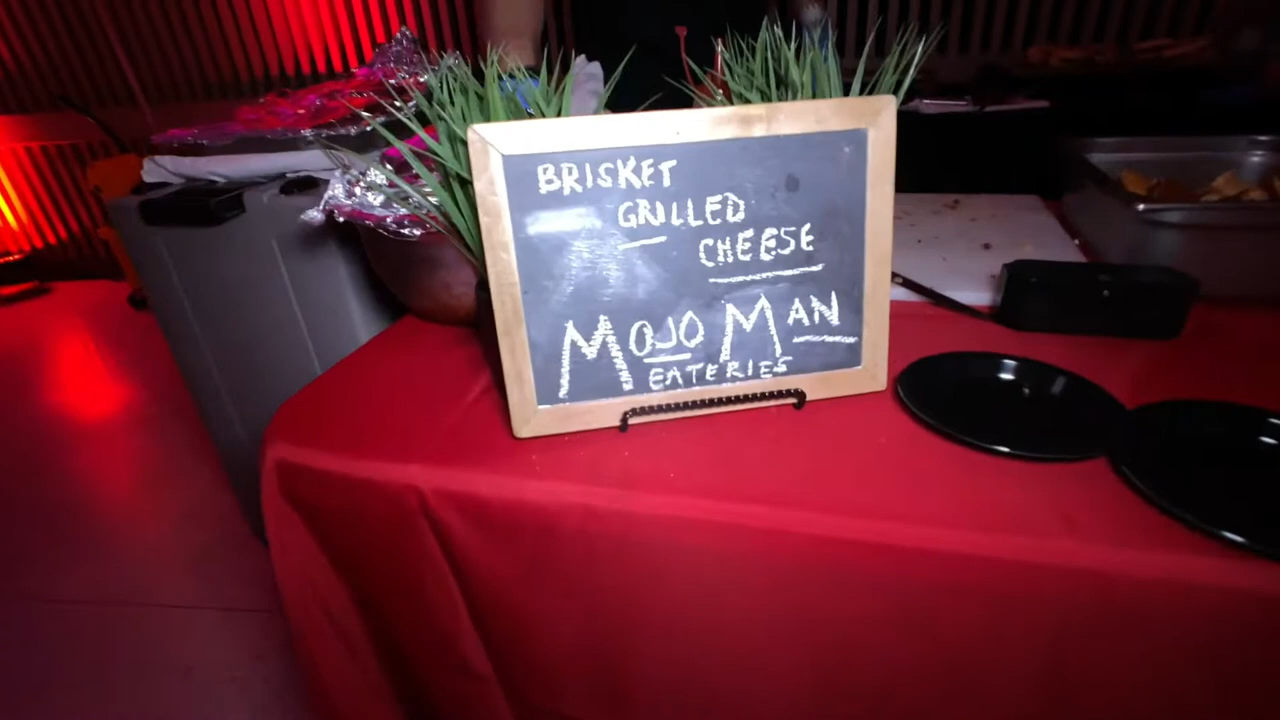 BRISKET
GRILLED
CHEESE
MOJO MAN
EATERIES